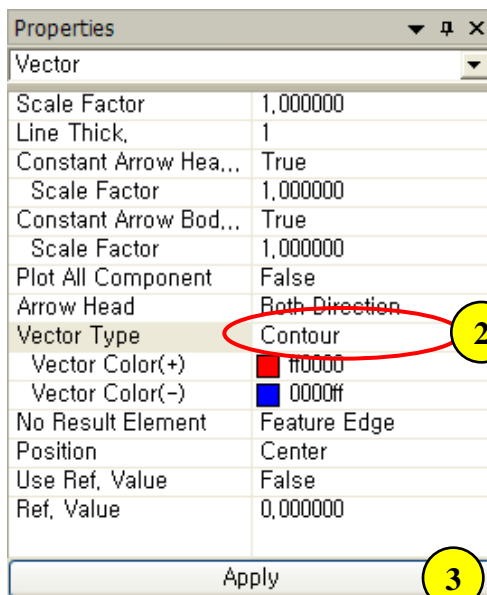 Properties
Vector
Scale Factor 1,000000
Line Thick, 1
Constant Arrow Hea,,, True
Scale Factor 1,000000
Constant Arrow Bod,,, True
Scale Factor 1,000000
Plot All Component False
Arrow Head Both Direction
Vector Type Contour 2
Vector Color(+) ff0000
Vector Color(-) 0000ff
No Result Element Feature Edge
Position Center
Use Ref, Value False
Ref, Value 0,000000
Apply 3